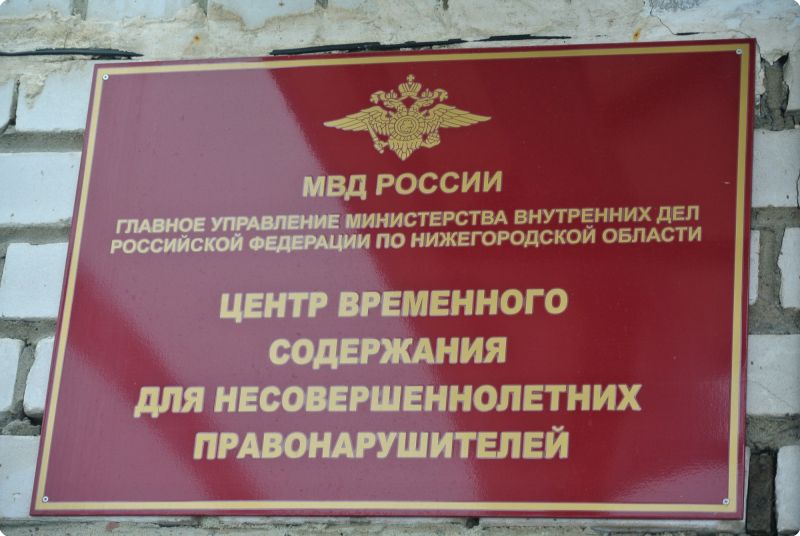 МВД РОССИИ
ГЛАВНОЕ УПРАВЛЕНИЕ МИНИСТЕРСТВА ВНУТРЕННИХ ДЕЛ
РОССИЙСКОЙ ФЕДЕРАЦИИ ПО НИЖЕГОРОДСКОЙ ОБЛАСТИ
ЦЕНТР ВРЕМЕННОГО
СОДЕРЖАНИЯ
ДЛЯ НЕСОВЕРШЕННОЛЕТНИХ
ПРАВОНАРУШИТЕЛЕЙ